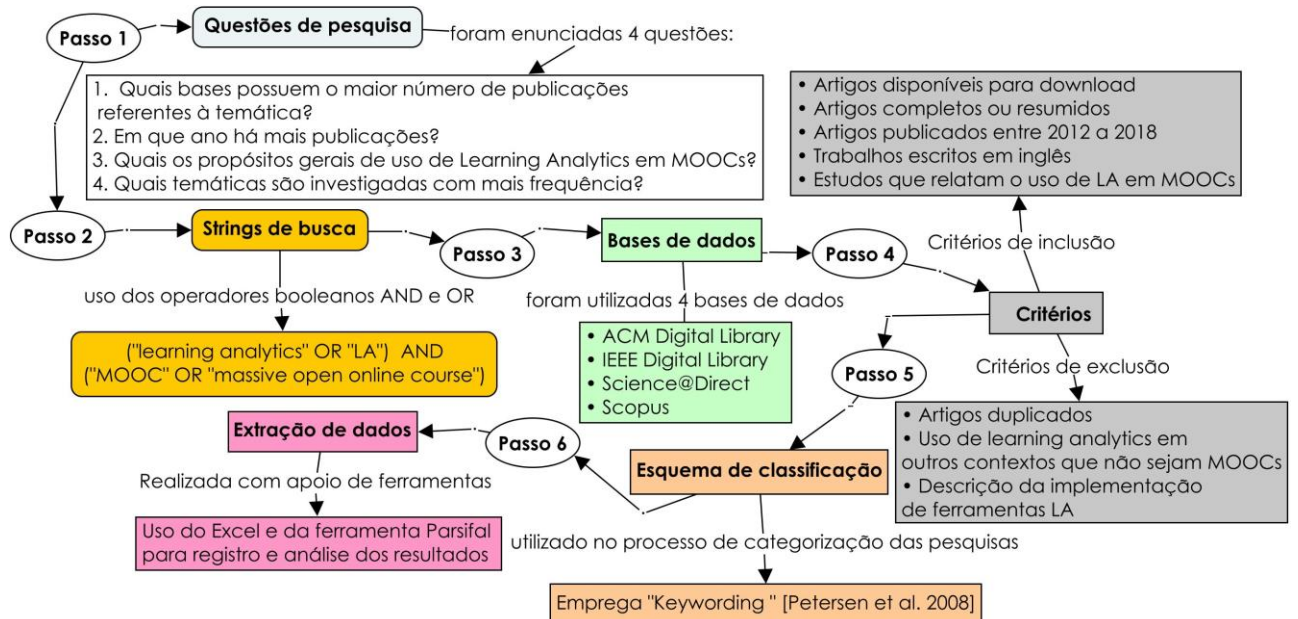 Passo 1
Questões de pesquisa
foram enunciadas 4 questões:
1. Quais bases possuem o maior número de publicações
referentes à temática?
2. Em que ano há mais publicações?
3. Quais os propósitos gerais de uso de Learning Analytics em MOOCs?
4. Quais temáticas são investigadas com mais frequência?
Passo 2
Strings de busca
uso dos operadores booleanos AND e OR
("learning analytics" OR "LA") AND
("MOOC" OR "massive open online course")
Passo 3
Bases de dados
foram utilizadas 4 bases de dados
• ACM Digital Library
• IEEE Digital Library
• Science@Direct
• Scopus
Passo 4
Critérios
Critérios de inclusão
• Artigos disponíveis para download
• Artigos completos ou resumidos
• Artigos publicados entre 2012 a 2018
• Trabalhos escritos em inglês
• Estudos que relatam o uso de LA em MOOCs
Critérios de exclusão
• Artigos duplicados
• Uso de learning analytics em
outros contextos que não sejam MOOCs
• Descrição da implementação
de ferramentas LA
Passo 5
Esquema de classificação
utilizado no processo de categorização das pesquisas
Emprega "Keywording " [Petersen et al. 2008]
Passo 6
Extração de dados
Realizada com apoio de ferramentas
Uso do Excel e da ferramenta Parsifal
para registro e análise dos resultados